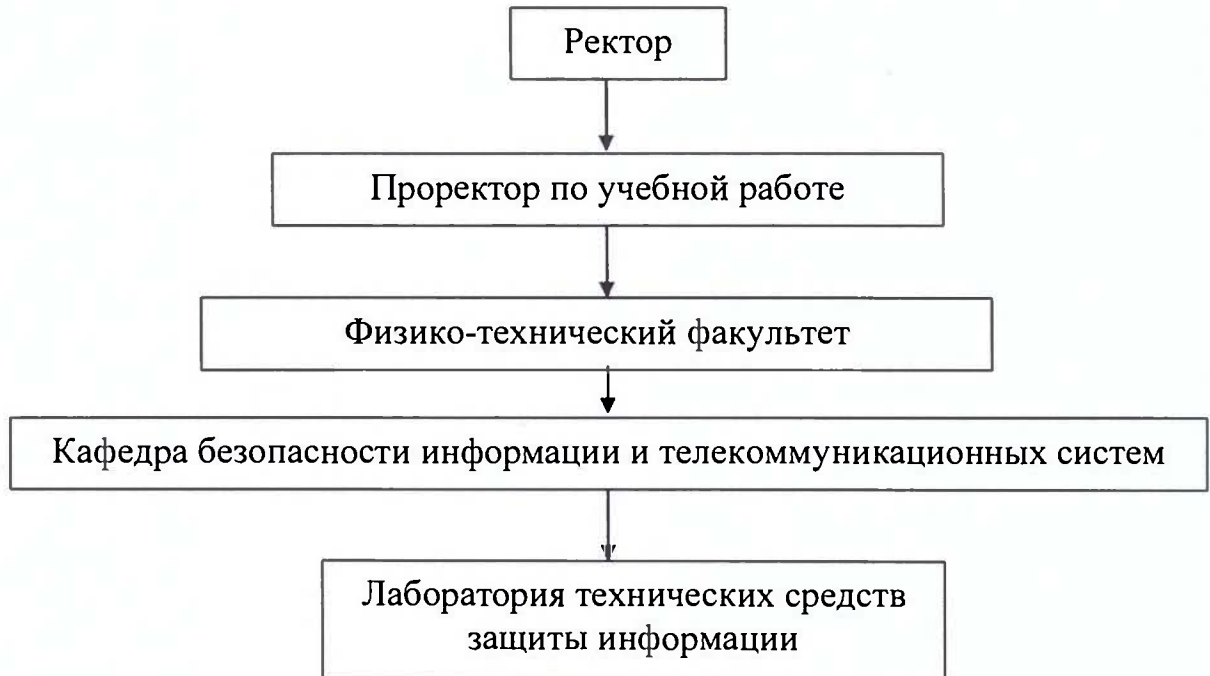 Ректор
Проректор по учебной работе
Физико-технический факультет
Кафедра безопасности информации и телекоммуникационных систем
Лаборатория технических средств
защиты информации